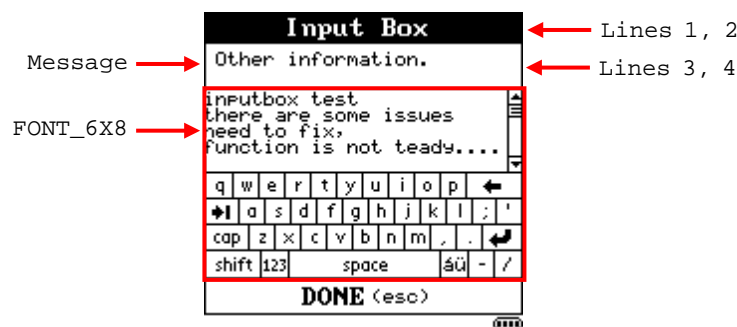 Input Box
Lines 1, 2
Message
Other information.
Lines 3, 4
FONT_6X8
inputbox test
there are some issues
need to fix,
function is not teady....
q w e r t y u i o p
a s d f g h j k l ; '
cap z x c v b n m , .
shift 123 space áü - /
DONE (esc)